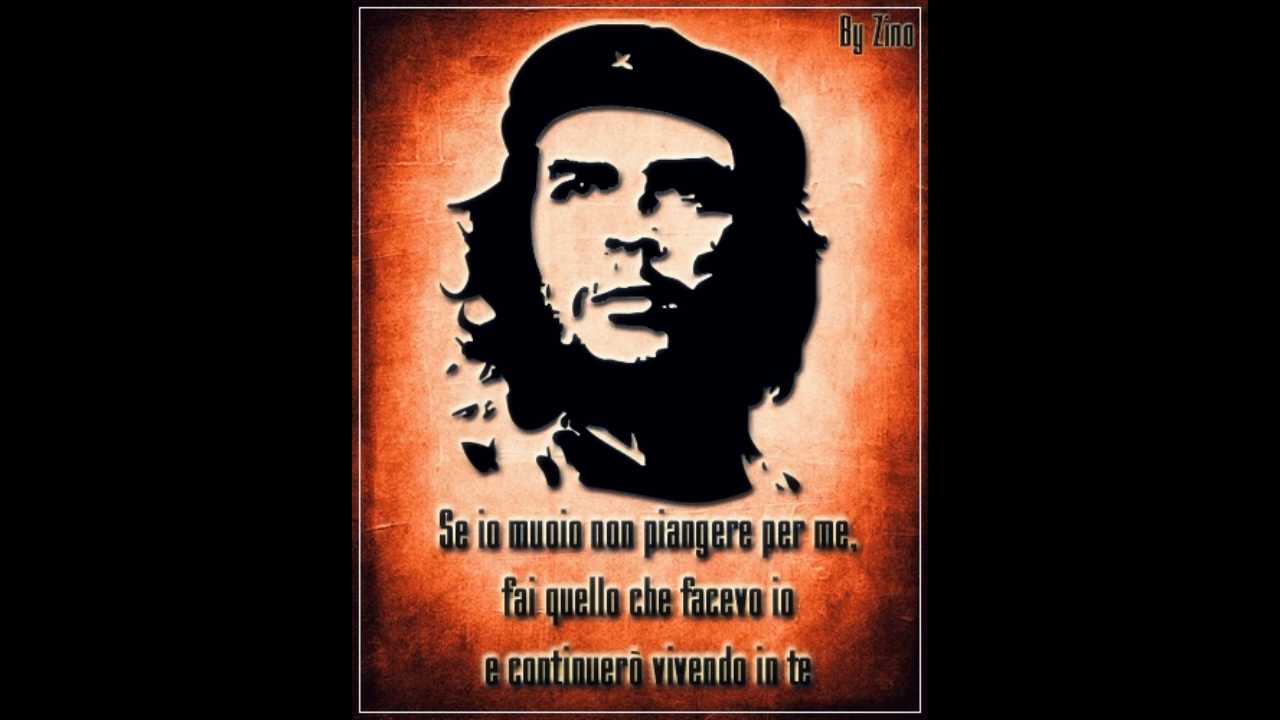 By Zino
Se io muoio non piangere per me,
fai quello che facevo io
e continuerò vivendo in te